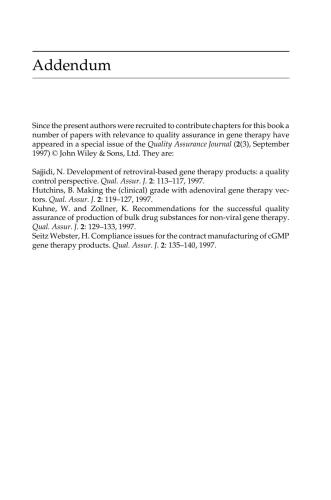 Addendum
Since the present authors were recruited to contribute chapters for this book a
number of papers with relevance to quality assurance in gene therapy have
appeared in a special issue of the Quality Assurance Journal (2(3), September
1997) © John Wiley & Sons, Ltd. They are:
Sajjidi, N. Development of retroviral-based gene therapy products: a quality
control perspective. Qual. Assur. J. 2: 113–117, 1997.
Hutchins, B. Making the (clinical) grade with adenoviral gene therapy vec-
tors. Qual. Assur. J. 2: 119–127, 1997.
Kuhne, W. and Zollner, K. Recommendations for the successful quality
assurance of production of bulk drug substances for non-viral gene therapy.
Qual. Assur. J. 2: 129–133, 1997.
Seitz Webster, H. Compliance issues for the contract manufacturing of cGMP
gene therapy products. Qual. Assur. J. 2: 135–140, 1997.